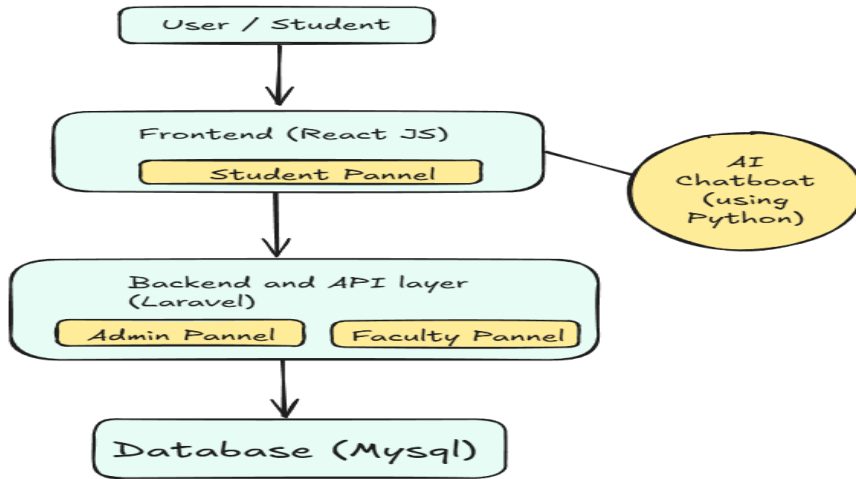 User / Student
Frontend (React JS)
Student Pannel
AI
Chatboat
(using
Python)
Backend and API layer
(Laravel)
Admin Pannel
Faculty Pannel
Database (Mysql)